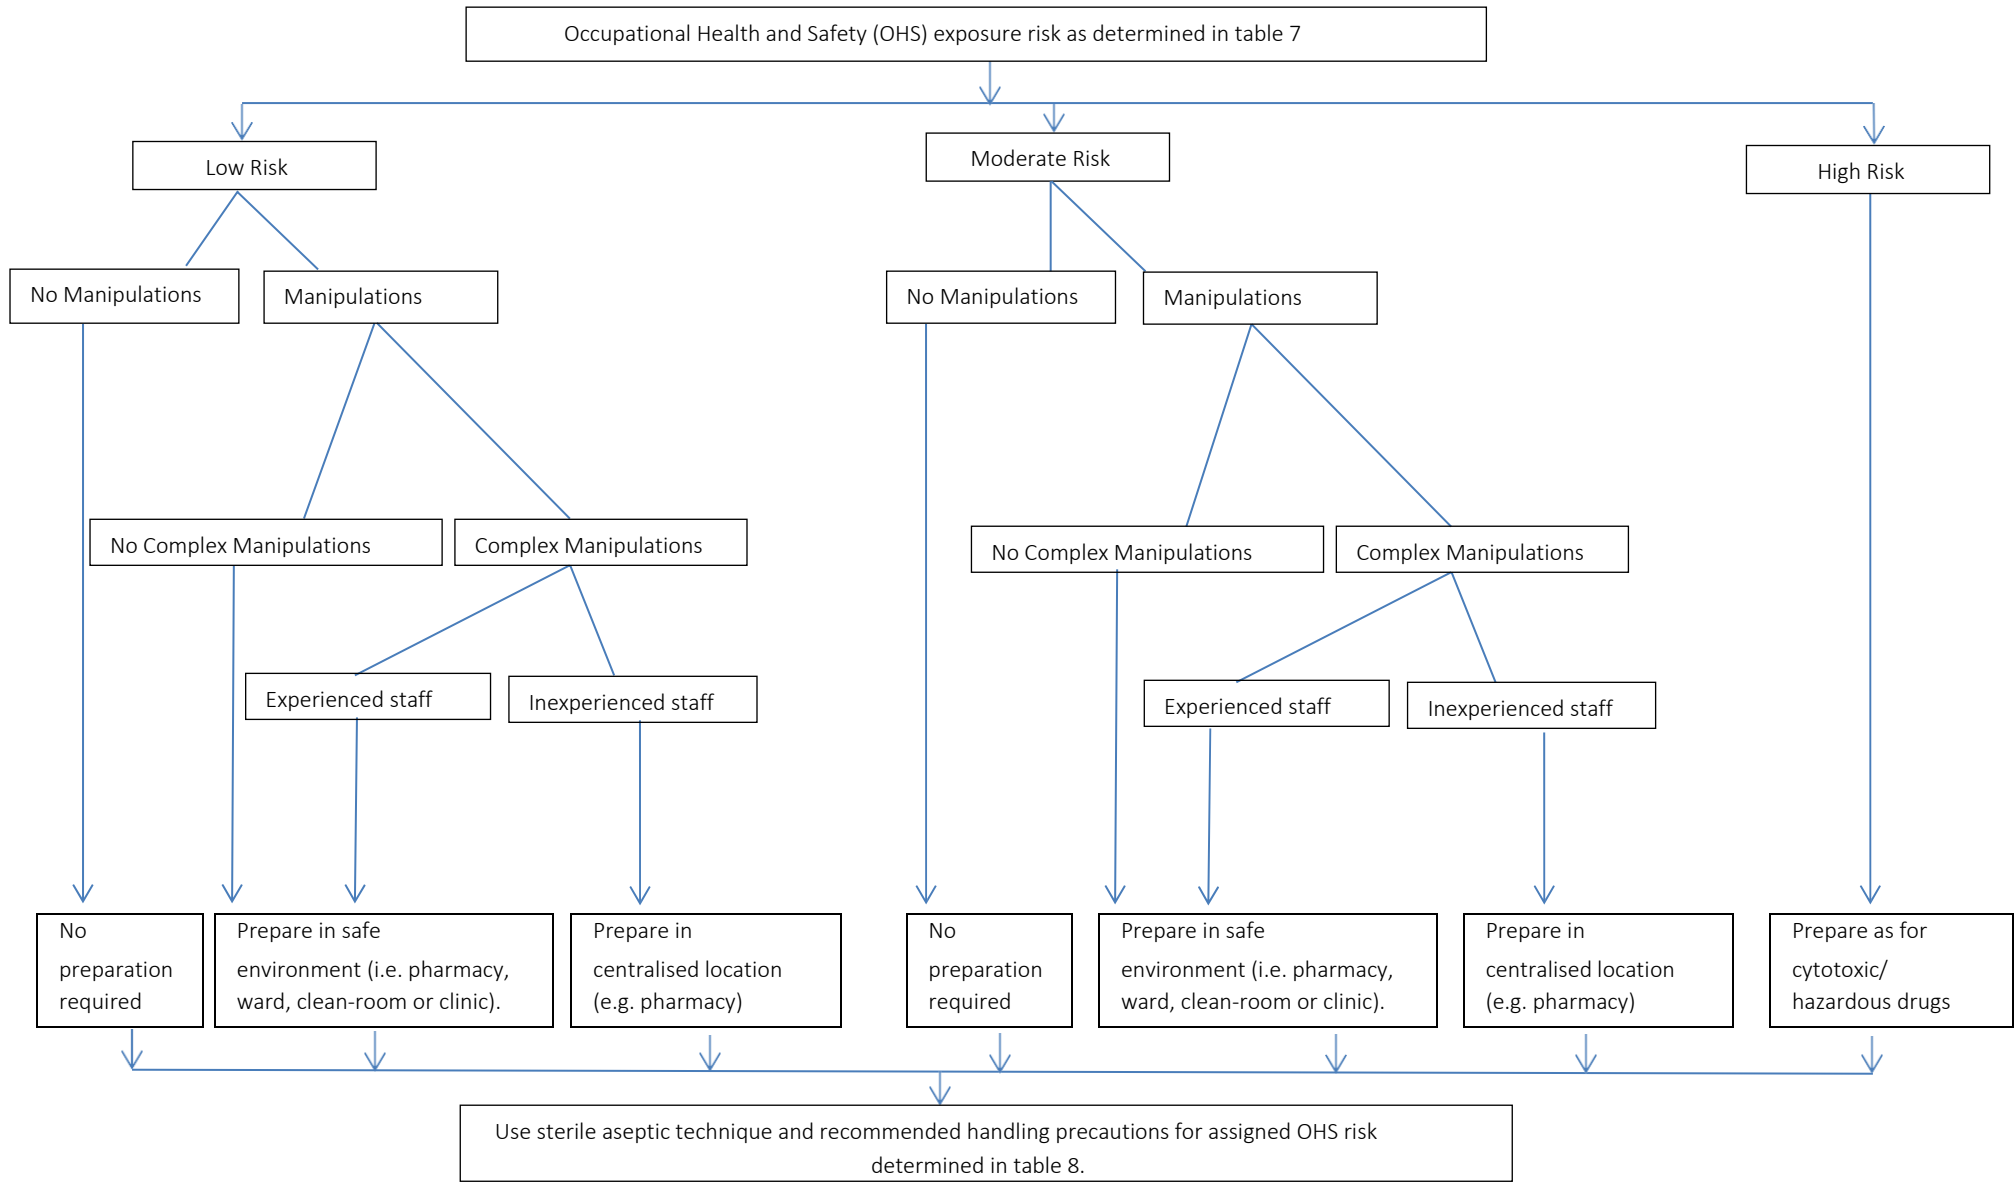 Occupational Health and Safety (OHS) exposure risk as determined in table 7
Low Risk
Moderate Risk
High Risk
No Manipulations
Manipulations
No Manipulations
Manipulations
No Complex Manipulations
Complex Manipulations
No Complex Manipulations
Complex Manipulations
Experienced staff
Inexperienced staff
Experienced staff
Inexperienced staff
No
preparation
required
Prepare in safe
environment (i.e. pharmacy,
ward, clean-room or clinic).
Prepare in
centralised location
(e.g. pharmacy)
No
preparation
required
Prepare in safe
environment (i.e. pharmacy,
ward, clean-room or clinic).
Prepare in
centralised location
(e.g. pharmacy)
Prepare as for
cytotoxic/
hazardous drugs
Use sterile aseptic technique and recommended handling precautions for assigned OHS risk
determined in table 8.